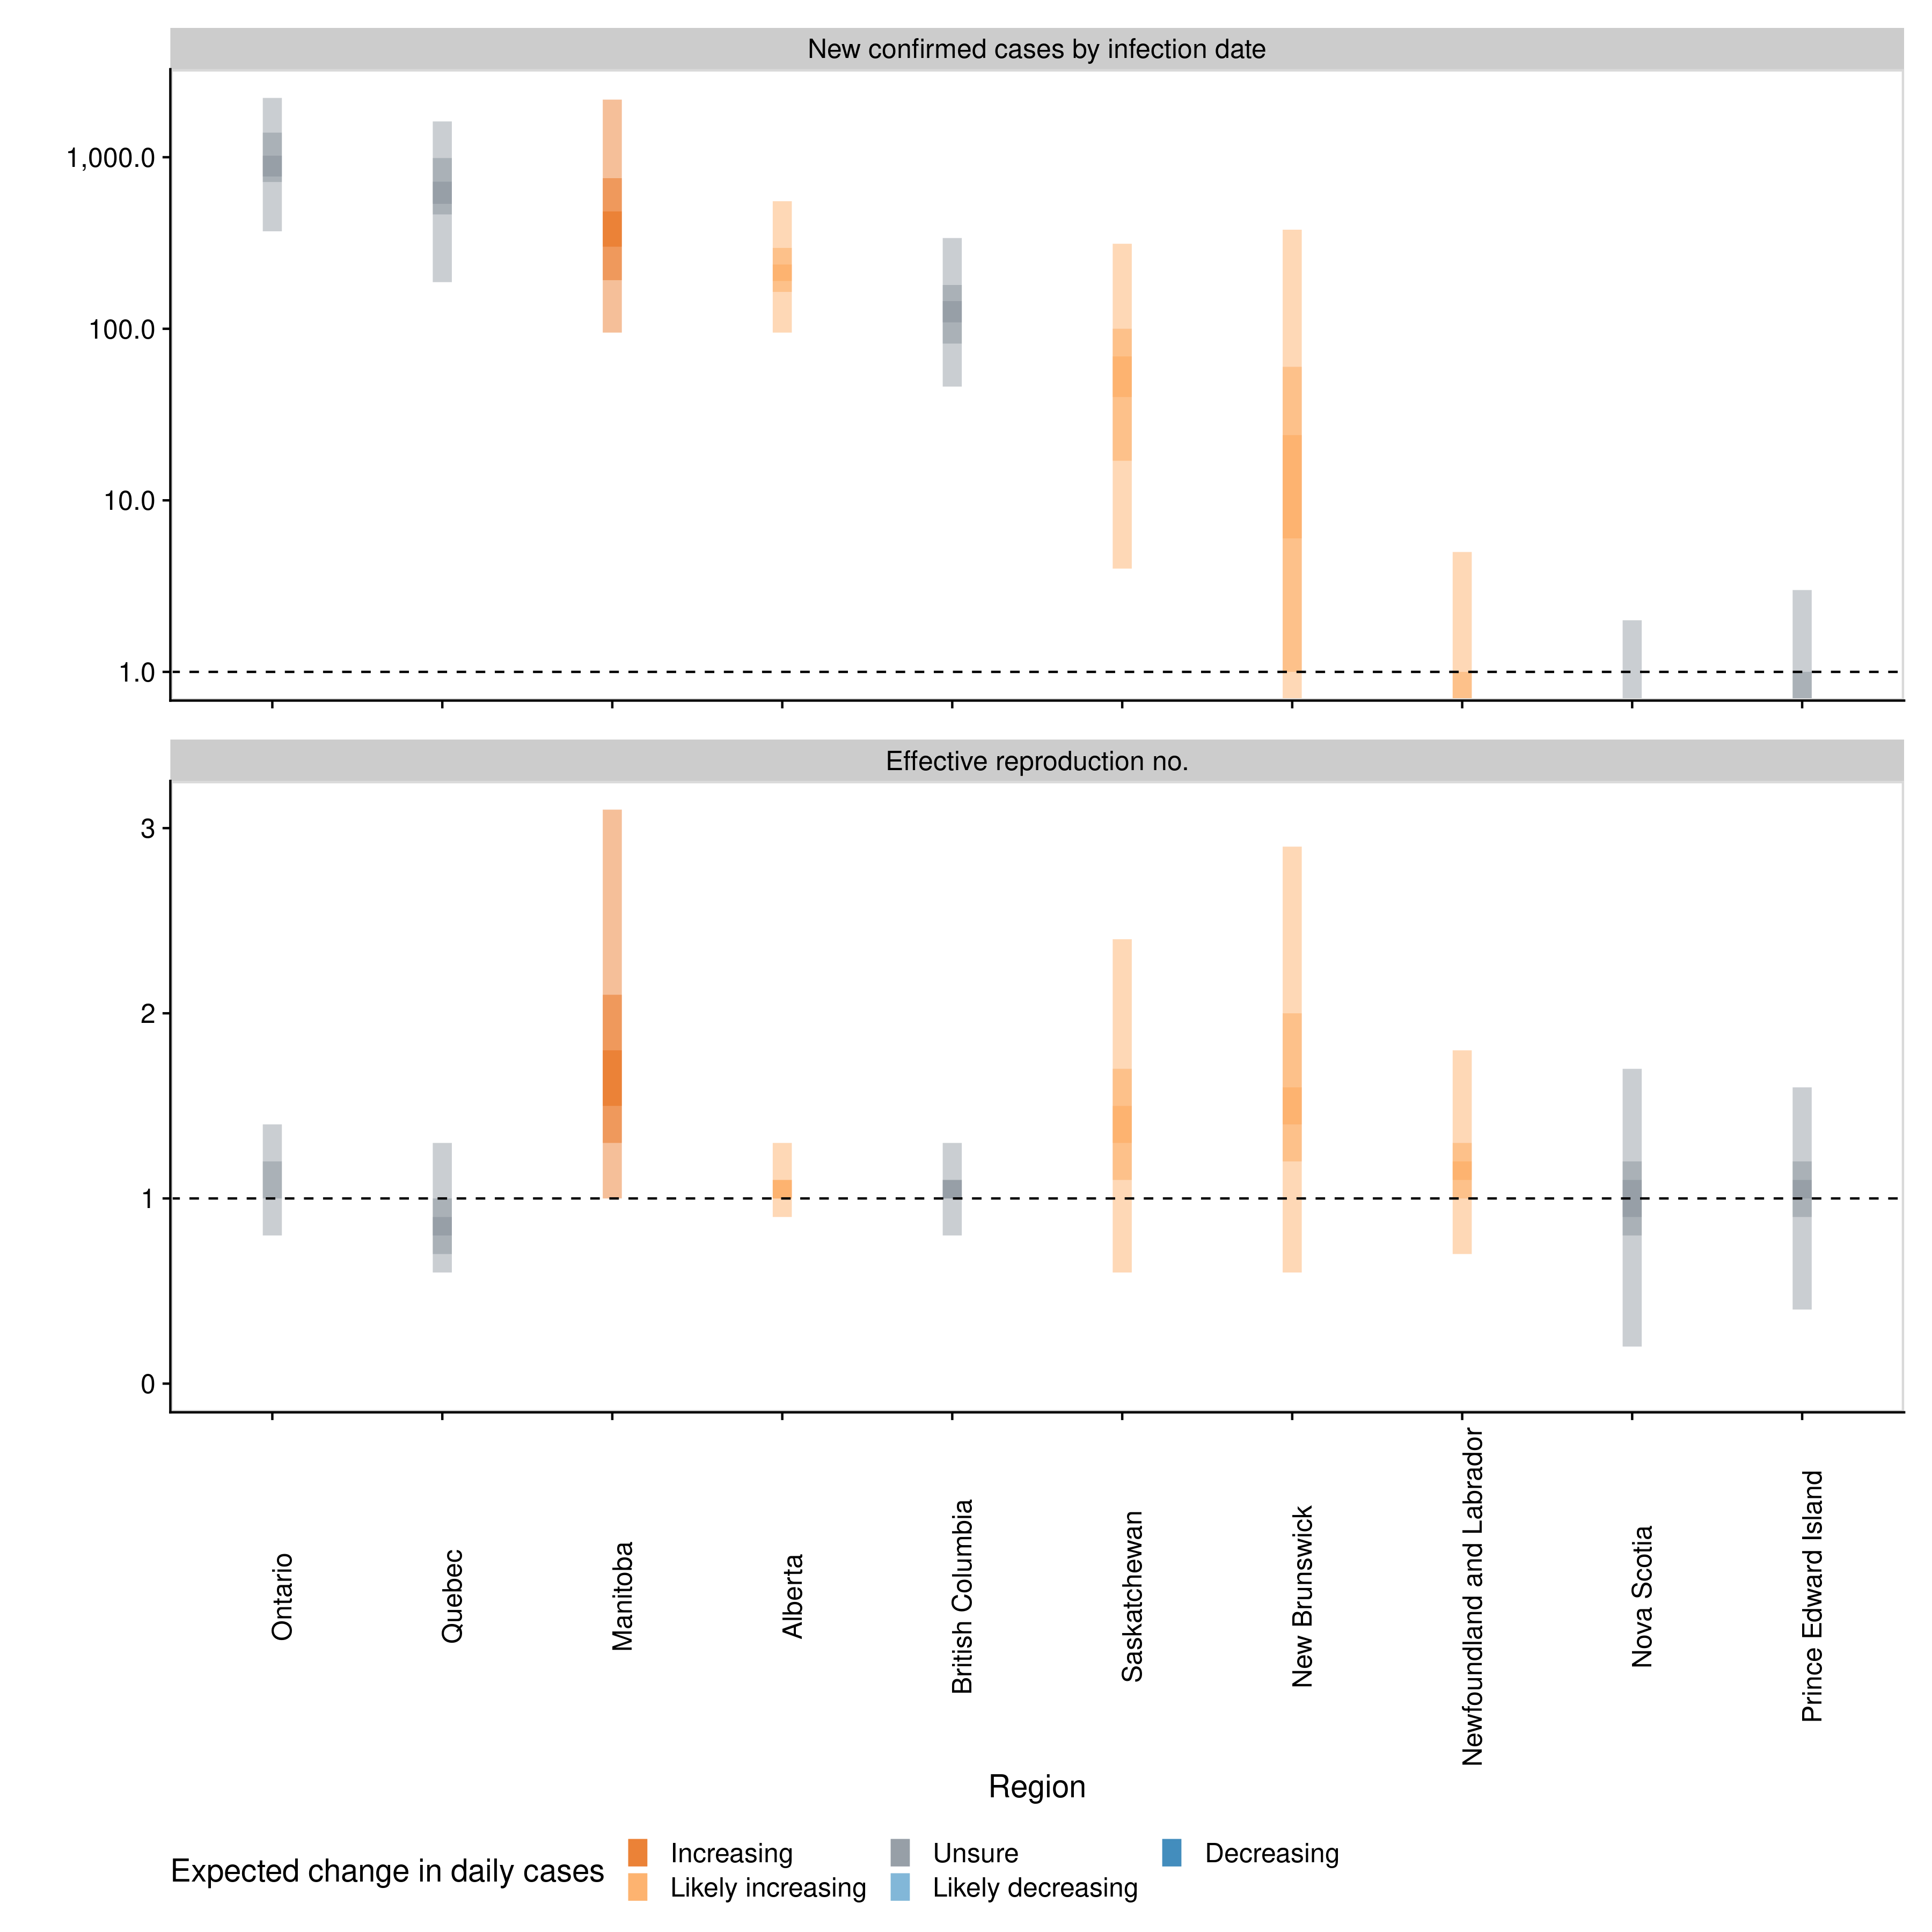 New confirmed cases by infection date
1,000.0
100.0
10.0
1.0
Effective reproduction no.
3
2
1
0
Ontario
Quebec
Manitoba
Alberta
British Columbia
Saskatchewan
New Brunswick
Newfoundland and Labrador
Nova Scotia
Prince Edward Island
Region
Expected change in daily cases
Increasing
Likely increasing
Unsure
Likely decreasing
Decreasing